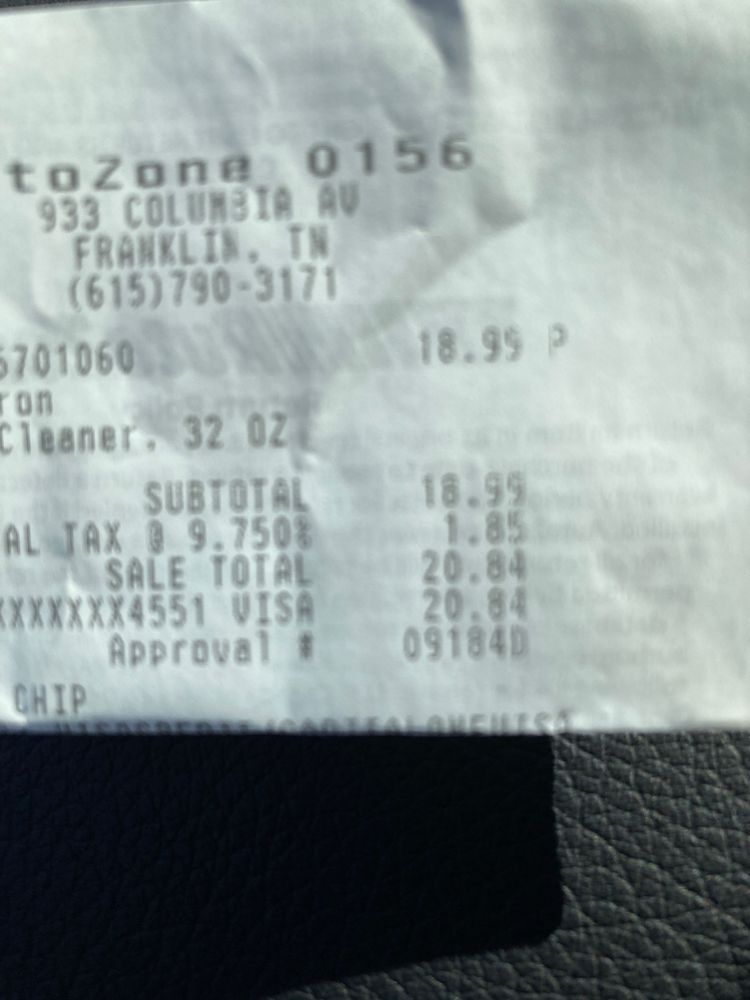 toZone 0156
933 COLUMBIA AV
FRANKLIN, TN
(615)790-3171
6701060 18.99 P
ron
Cleaner, 32 OZ
SUBTOTAL 18.99
AL TAX @ 9.750% 1.85
SALE TOTAL 20.84
XXXXXXX4551 VISA 20.84
Approval # 09184D
CHIP